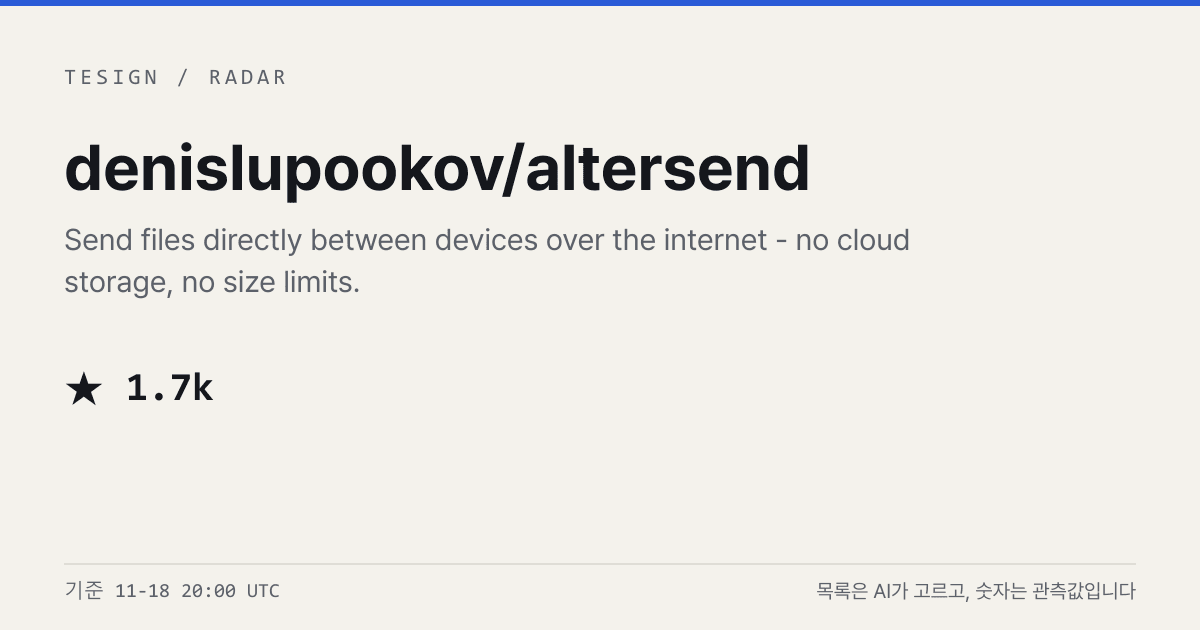 TESIGN / RADAR
denislupookov/altersend
Send files directly between devices over the internet - no cloud
storage, no size limits.
★ 1.7k
기준 11-18 20:00 UTC
목록은 AI가 고르고, 숫자는 관측값입니다